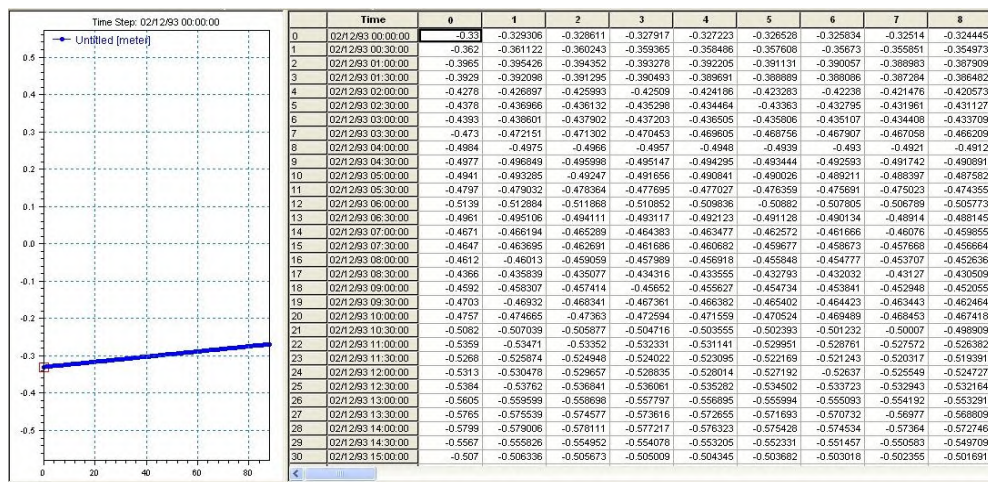 Time Step: 02/12/93 00:00:00
Untitled [meter]
0.5
0.4
0.3
0.2
0.1
0.0
-0.1
-0.2
-0.3
-0.4
-0.5
0 20 40 60 80
Time 0 1 2 3 4 5 6 7 8
0 02/12/93 00:00:00 -0.33 -0.329306 -0.328611 -0.327917 -0.327223 -0.326528 -0.325834 -0.32514 -0.324445
1 02/12/93 00:30:00 -0.362 -0.361122 -0.360243 -0.359365 -0.358486 -0.357608 -0.35673 -0.355851 -0.354973
2 02/12/93 01:00:00 -0.3965 -0.395426 -0.394352 -0.393278 -0.392205 -0.391131 -0.390057 -0.388983 -0.387909
3 02/12/93 01:30:00 -0.3929 -0.392098 -0.391295 -0.390493 -0.389691 -0.388889 -0.388086 -0.387284 -0.386482
4 02/12/93 02:00:00 -0.4278 -0.426897 -0.425993 -0.42509 -0.424186 -0.423283 -0.42238 -0.421476 -0.420573
5 02/12/93 02:30:00 -0.4378 -0.436966 -0.436132 -0.435298 -0.434464 -0.43363 -0.432795 -0.431961 -0.431127
6 02/12/93 03:00:00 -0.4393 -0.438601 -0.437902 -0.437203 -0.436505 -0.435806 -0.435107 -0.434408 -0.433709
7 02/12/93 03:30:00 -0.473 -0.472151 -0.471302 -0.470453 -0.469605 -0.468756 -0.467907 -0.467058 -0.466209
8 02/12/93 04:00:00 -0.4984 -0.4975 -0.4966 -0.4957 -0.4948 -0.4939 -0.493 -0.4921 -0.4912
9 02/12/93 04:30:00 -0.4977 -0.496849 -0.495998 -0.495147 -0.494295 -0.493444 -0.492593 -0.491742 -0.490891
10 02/12/93 05:00:00 -0.4941 -0.493285 -0.49247 -0.491656 -0.490841 -0.490026 -0.489211 -0.488397 -0.487582
11 02/12/93 05:30:00 -0.4797 -0.479032 -0.478364 -0.477695 -0.477027 -0.476359 -0.475691 -0.475023 -0.474355
12 02/12/93 06:00:00 -0.5139 -0.512884 -0.511868 -0.510852 -0.509836 -0.50882 -0.507805 -0.506789 -0.505773
13 02/12/93 06:30:00 -0.4961 -0.495106 -0.494111 -0.493117 -0.492123 -0.491128 -0.490134 -0.48914 -0.488145
14 02/12/93 07:00:00 -0.4671 -0.466194 -0.465289 -0.464383 -0.463477 -0.462572 -0.461666 -0.46076 -0.459855
15 02/12/93 07:30:00 -0.4647 -0.463695 -0.462691 -0.461686 -0.460682 -0.459677 -0.458673 -0.457668 -0.456664
16 02/12/93 08:00:00 -0.4612 -0.46013 -0.459059 -0.457989 -0.456918 -0.455848 -0.454777 -0.453707 -0.452636
17 02/12/93 08:30:00 -0.4366 -0.435839 -0.435077 -0.434316 -0.433555 -0.432793 -0.432032 -0.43127 -0.430509
18 02/12/93 09:00:00 -0.4592 -0.458307 -0.457414 -0.45652 -0.455627 -0.454734 -0.453841 -0.452948 -0.452055
19 02/12/93 09:30:00 -0.4703 -0.46932 -0.468341 -0.467361 -0.466382 -0.465402 -0.464423 -0.463443 -0.462464
20 02/12/93 10:00:00 -0.4757 -0.474665 -0.47363 -0.472594 -0.471559 -0.470524 -0.469489 -0.468453 -0.467418
21 02/12/93 10:30:00 -0.5082 -0.507039 -0.505877 -0.504716 -0.503555 -0.502393 -0.501232 -0.50007 -0.498909
22 02/12/93 11:00:00 -0.5359 -0.53471 -0.53352 -0.532331 -0.531141 -0.529951 -0.528761 -0.527572 -0.526382
23 02/12/93 11:30:00 -0.5268 -0.525874 -0.524948 -0.524022 -0.523095 -0.522169 -0.521243 -0.520317 -0.519391
24 02/12/93 12:00:00 -0.5313 -0.530478 -0.529657 -0.528835 -0.528014 -0.527192 -0.52637 -0.525549 -0.524727
25 02/12/93 12:30:00 -0.5384 -0.53762 -0.536841 -0.536061 -0.535282 -0.534502 -0.533723 -0.532943 -0.532164
26 02/12/93 13:00:00 -0.5605 -0.559599 -0.558698 -0.557797 -0.556895 -0.555994 -0.555093 -0.554192 -0.553291
27 02/12/93 13:30:00 -0.5765 -0.575539 -0.574577 -0.573616 -0.572655 -0.571693 -0.570732 -0.56977 -0.568809
28 02/12/93 14:00:00 -0.5799 -0.579006 -0.578111 -0.577217 -0.576323 -0.575428 -0.574534 -0.57364 -0.572746
29 02/12/93 14:30:00 -0.5567 -0.555826 -0.554952 -0.554078 -0.553205 -0.552331 -0.551457 -0.550583 -0.549709
30 02/12/93 15:00:00 -0.507 -0.506336 -0.505673 -0.505009 -0.504345 -0.503682 -0.503018 -0.502355 -0.501691